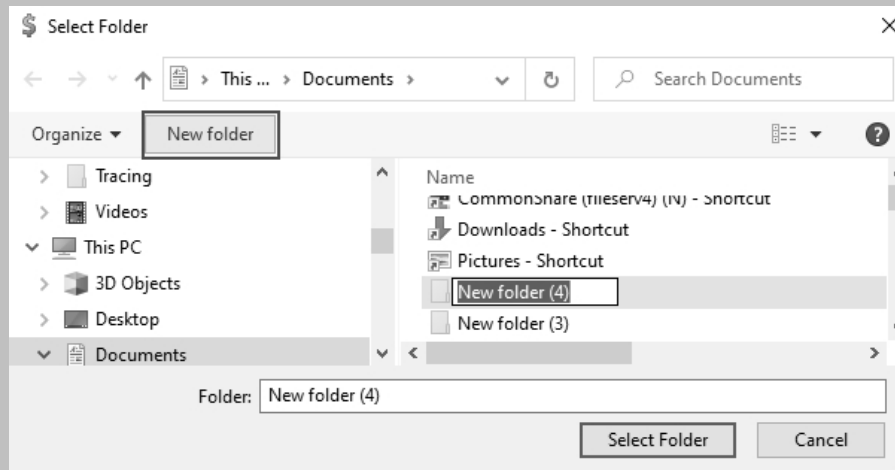 Select Folder
This ... > Documents >
Search Documents
Organize
New folder
Tracing
Videos
This PC
3D Objects
Desktop
Documents
Name
CommonShare (fileserv4) (N) - Shortcut
Downloads - Shortcut
Pictures - Shortcut
New folder (4)
New folder (3)
Folder: New folder (4)
Select Folder
Cancel